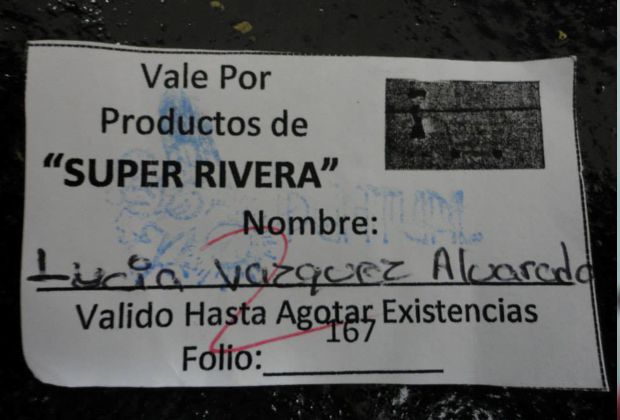 Vale Por
Productos de
“SUPER RIVERA”
Nombre:
Lucia Vazquez Alvarado
Valido Hasta Agotar Existencias
167
Folio: